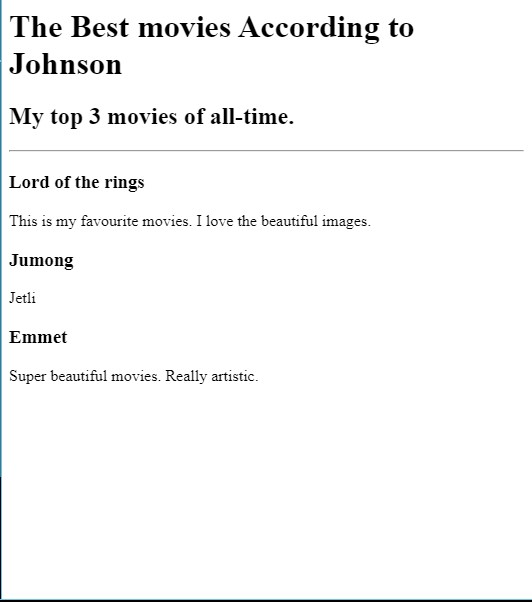 The Best movies According to
Johnson
My top 3 movies of all-time.
Lord of the rings
This is my favourite movies. I love the beautiful images.
Jumong
Jetli
Emmet
Super beautiful movies. Really artistic.